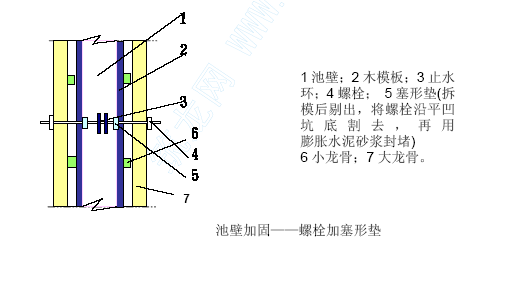 1
2
3
6
4
5
7
1池壁；2木模板；3止水
环；4螺栓； 5塞形垫(拆
模后剔出，将螺栓沿平凹
坑底割去，再用
膨胀水泥砂浆封堵)
6小龙骨；7大龙骨。
池壁加固——螺栓加塞形垫